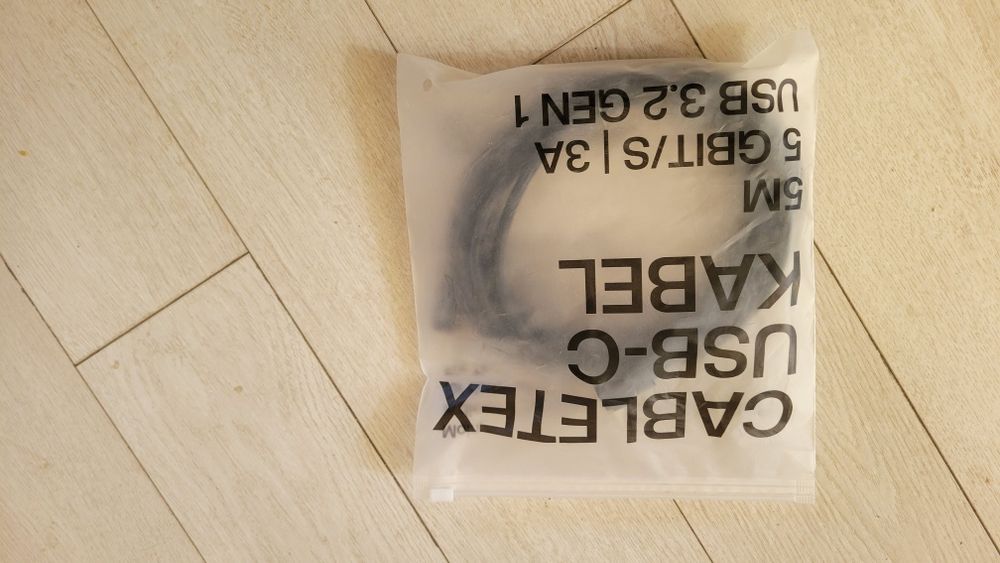 CABLETEX
USB-C
KABEL
5M
5 GBIT/S | 3A
USB 3.2 GEN 1